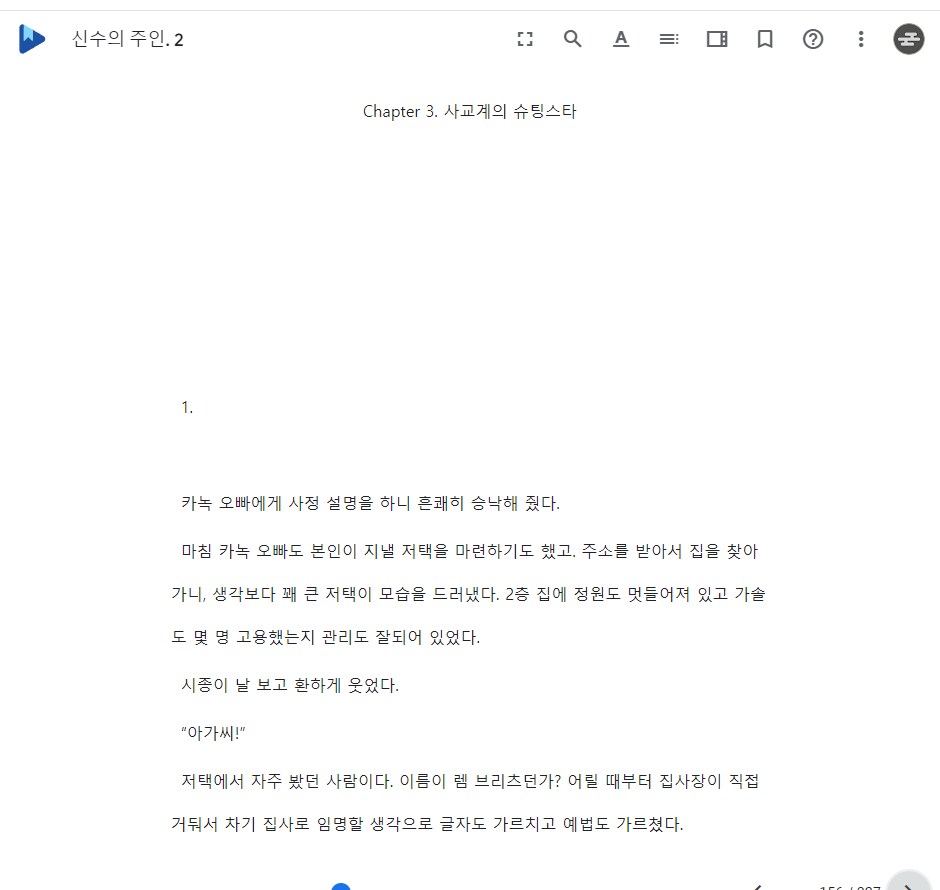 신수의 주인. 2
Chapter 3. 사교계의 슈팅스타
1.
카녹 오빠에게 사정 설명을 하니 흔쾌히 승낙해 줬다.
마침 카녹 오빠도 본인이 지낼 저택을 마련하기도 했고. 주소를 받아서 집을 찾아
가니, 생각보다 꽤 큰 저택이 모습을 드러냈다. 2층 집에 정원도 멋들어져 있고 가솔
도 몇 명 고용했는지 관리도 잘되어 있었다.
시종이 날 보고 환하게 웃었다.
“아가씨!”
저택에서 자주 봤던 사람이다. 이름이 렘 브리츠던가? 어릴 때부터 집사장이 직접
거둬서 차기 집사로 임명할 생각으로 글자도 가르치고 예법도 가르쳤다.